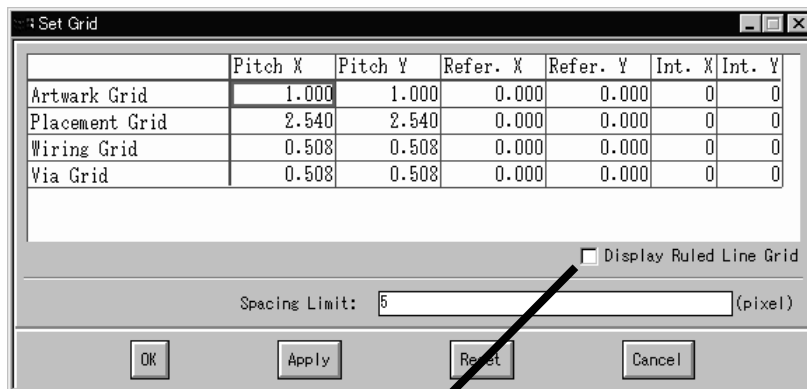 Set Grid
Pitch X Pitch Y Refer. X Refer. Y Int. X Int. Y
Artwark Grid 1.000 1.000 0.000 0.000 0 0
Placement Grid 2.540 2.540 0.000 0.000 0 0
Wiring Grid 0.508 0.508 0.000 0.000 0 0
Via Grid 0.508 0.508 0.000 0.000 0 0
Display Ruled Line Grid
Spacing Limit: 5 (pixel)
OK Apply Reset Cancel